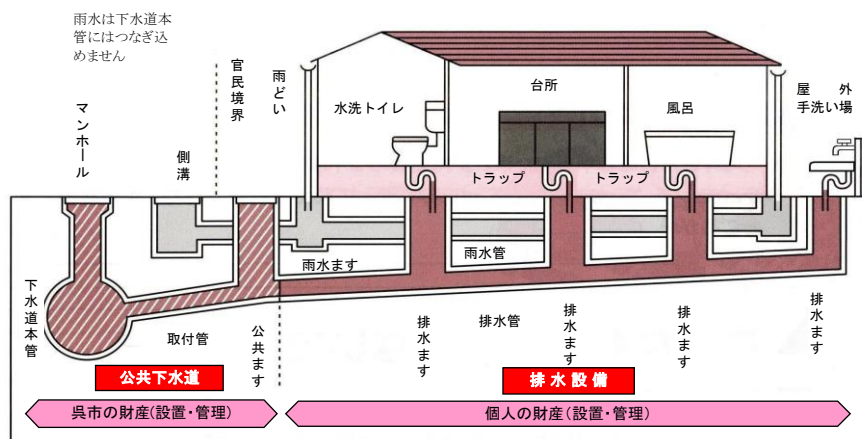 雨水は下水道本
管にはつなぎ込
めません
官民境界
雨どい
マンホール
側溝
水洗トイレ
台所
風呂
屋外
手洗い場
トラップ
トラップ
雨水ます
雨水管
下水道本管
取付管
公共ます
排水ます
排水管
排水ます
排水ます
排水ます
公共下水道
排水設備
呉市の財産(設置・管理)
個人の財産(設置・管理)